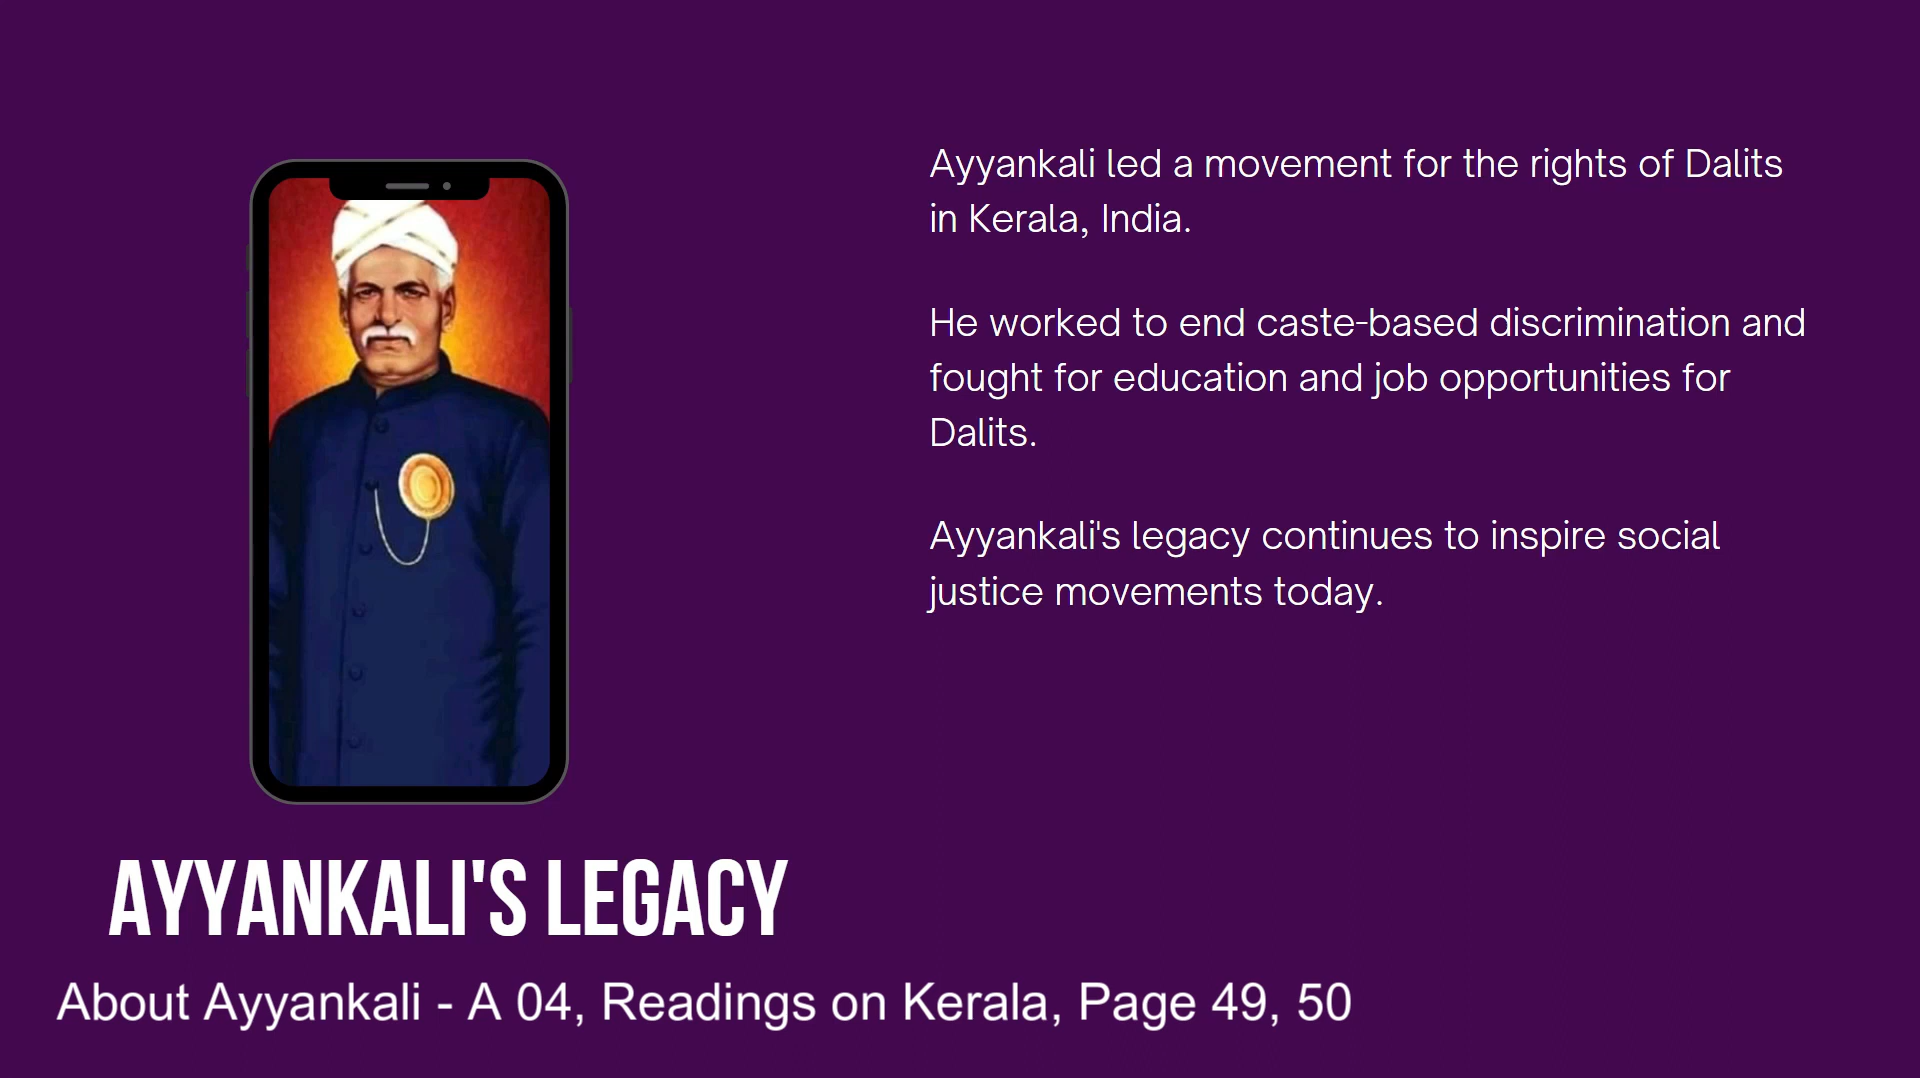 Ayyankali led a movement for the rights of Dalits
in Kerala, India.
He worked to end caste-based discrimination and
fought for education and job opportunities for
Dalits.
Ayyankali's legacy continues to inspire social
justice movements today.
AYYANKALI'S LEGACY
About Ayyankali - A 04, Readings on Kerala, Page 49, 50